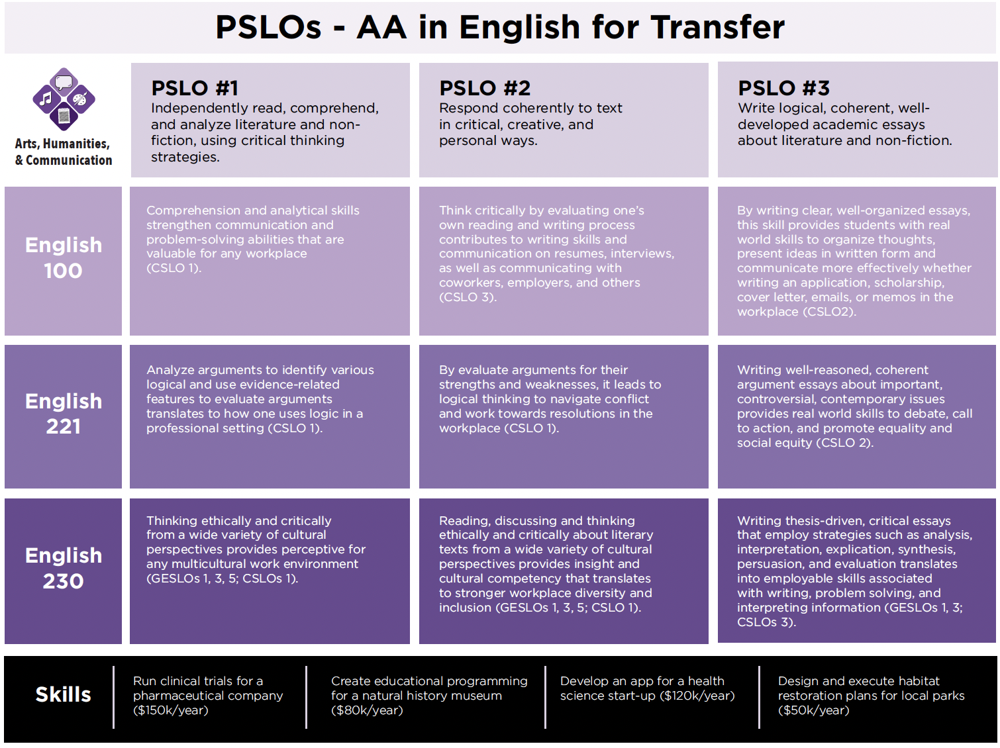 PSLOs - AA in English for Transfer
Arts, Humanities,
& Communication
PSLO #1
Independently read, comprehend,
and analyze literature and non-
fiction, using critical thinking
strategies.
PSLO #2
Respond coherently to text
in critical, creative, and
personal ways.
PSLO #3
Write logical, coherent, well-
developed academic essays
about literature and non-fiction.
English
100
Comprehension and analytical skills
strengthen communication and
problem-solving abilities that are
valuable for any workplace
(CSLO 1).
Think critically by evaluating one's
own reading and writing process
contributes to writing skills and
communication on resumes, interviews,
as well as communicating with
coworkers, employers, and others
(CSLO 3).
By writing clear, well-organized essays,
this skill provides students with real
world skills to organize thoughts,
present ideas in written form and
communicate more effectively whether
writing an application, scholarship,
cover letter, emails, or memos in the
workplace (CSLO2).
English
221
Analyze arguments to identify various
logical and use evidence-related
features to evaluate arguments
translates to how one uses logic in a
professional setting (CSLO 1).
By evaluate arguments for their
strengths and weaknesses, it leads to
logical thinking to navigate conflict
and work towards resolutions in the
workplace (CSLO 1).
Writing well-reasoned, coherent
argument essays about important,
controversial, contemporary issues
provides real world skills to debate, call
to action, and promote equality and
social equity (CSLO 2).
English
230
Thinking ethically and critically
from a wide variety of cultural
perspectives provides perceptive for
any multicultural work environment
(GESLOs 1, 3, 5; CSLOs 1).
Reading, discussing and thinking
ethically and critically about literary
texts from a wide variety of cultural
perspectives provides insight and
cultural competency that translates
to stronger workplace diversity and
inclusion (GESLOs 1, 3, 5; CSLO 1).
Writing thesis-driven, critical essays
that employ strategies such as analysis,
interpretation, explication, synthesis,
persuasion, and evaluation translates
into employable skills associated
with writing, problem solving, and
interpreting information (GESLOs 1, 3;
CSLOs 3).
Skills
Run clinical trials for a
pharmaceutical company
($150k/year)
Create educational programming
for a natural history museum
($80k/year)
Develop an app for a health
science start-up ($120k/year)
Design and execute habitat
restoration plans for local parks
($50k/year)